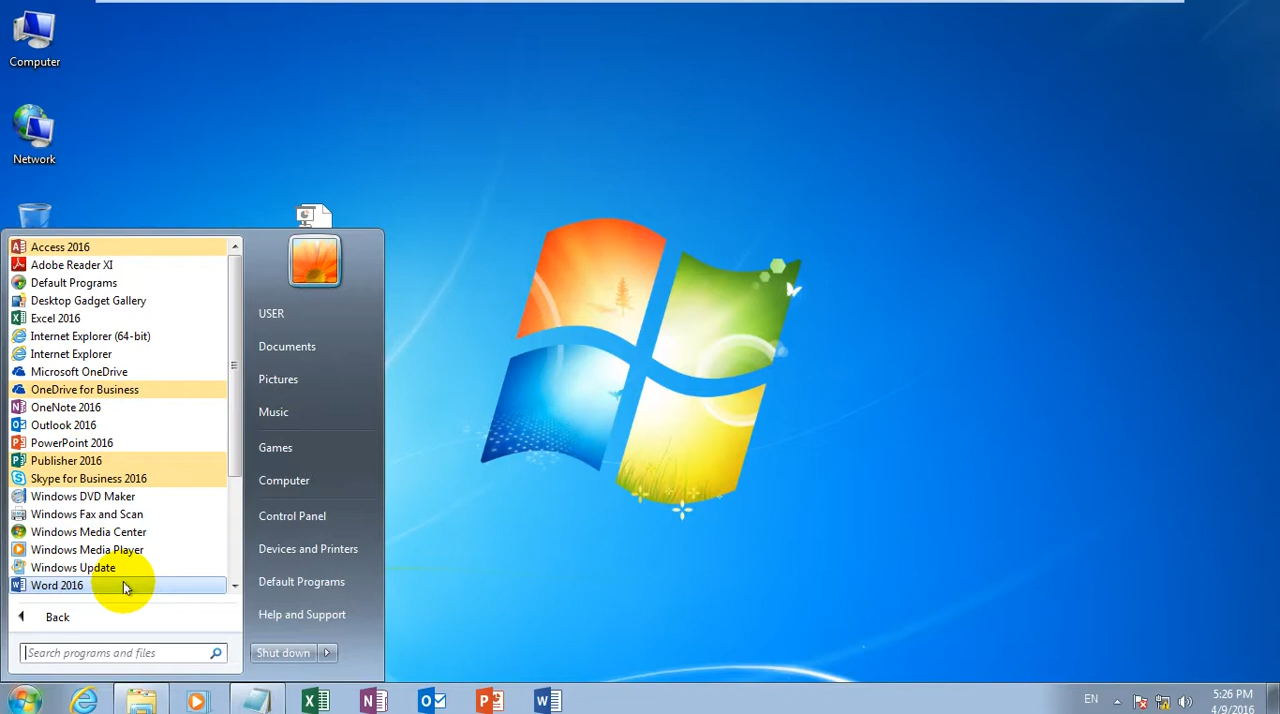 Computer
Network
Access 2016
Adobe Reader XI
Default Programs
Desktop Gadget Gallery
Excel 2016
Internet Explorer (64-bit)
Internet Explorer
Microsoft OneDrive
OneDrive for Business
OneNote 2016
Outlook 2016
PowerPoint 2016
Publisher 2016
Skype for Business 2016
Windows DVD Maker
Windows Fax and Scan
Windows Media Center
Windows Media Player
Windows Update
Word 2016
Back
Search programs and files
USER
Documents
Pictures
Music
Games
Computer
Control Panel
Devices and Printers
Default Programs
Help and Support
Shut down
EN
5:26 PM
4/9/2016